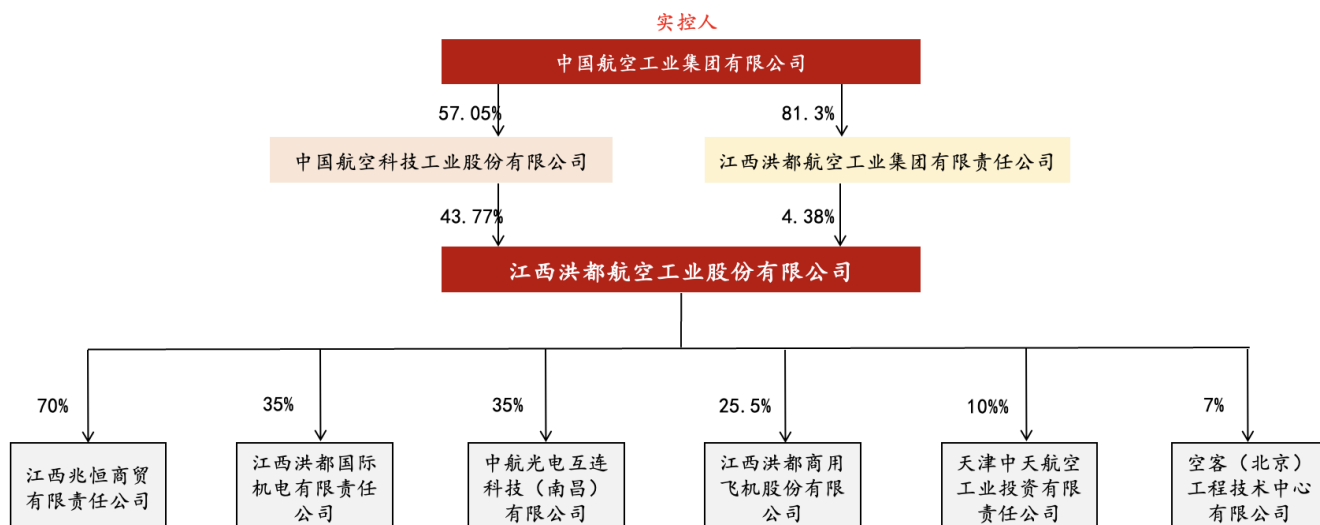 实控人
中国航空工业集团有限公司
57.05%
81.3%
中国航空科技工业股份有限公司
江西洪都航空工业集团有限责任公司
43.77%
4.38%
江西洪都航空工业股份有限公司
70%
35%
35%
25.5%
10%%
7%
江西兆恒商贸
有限责任公司
江西洪都国际
机电有限责任
公司
中航光电互连
科技（南昌）
有限公司
江西洪都商用
飞机股份有限
公司
天津中天航空
工业投资有限
责任公司
空客（北京）
工程技术中心
有限公司